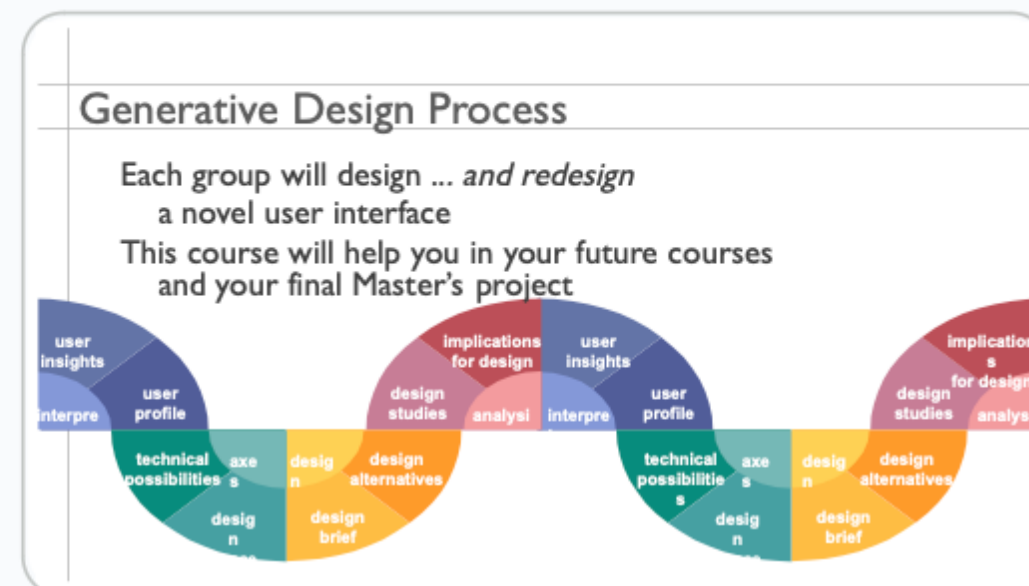 Generative Design Process
Each group will design ... and redesign
a novel user interface
This course will help you in your future courses
and your final Master's project
user
insights
interpre
user
profile
technical
possibilities
axe
s
desig
n
desig
n
design
brief
design
alternatives
design
studies
implications
for design
analysi
user
insights
interpre
user
profile
technical
possibilitie
s
axe
s
desig
n
desig
n
design
brief
design
alternatives
design
studies
implication
s
for design
analys